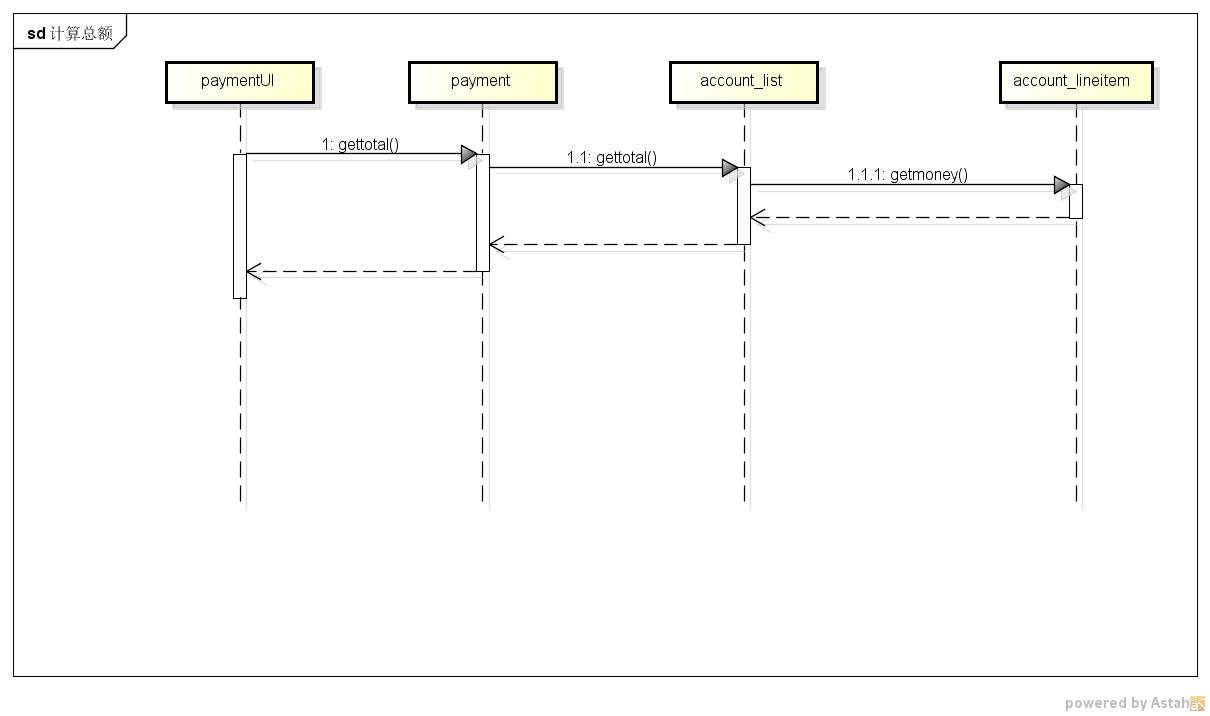 sd 计算总额
paymentUI
payment
account_list
account_lineitem
1: gettotal()
1.1: gettotal()
1.1.1: getmoney()
powered by Astah